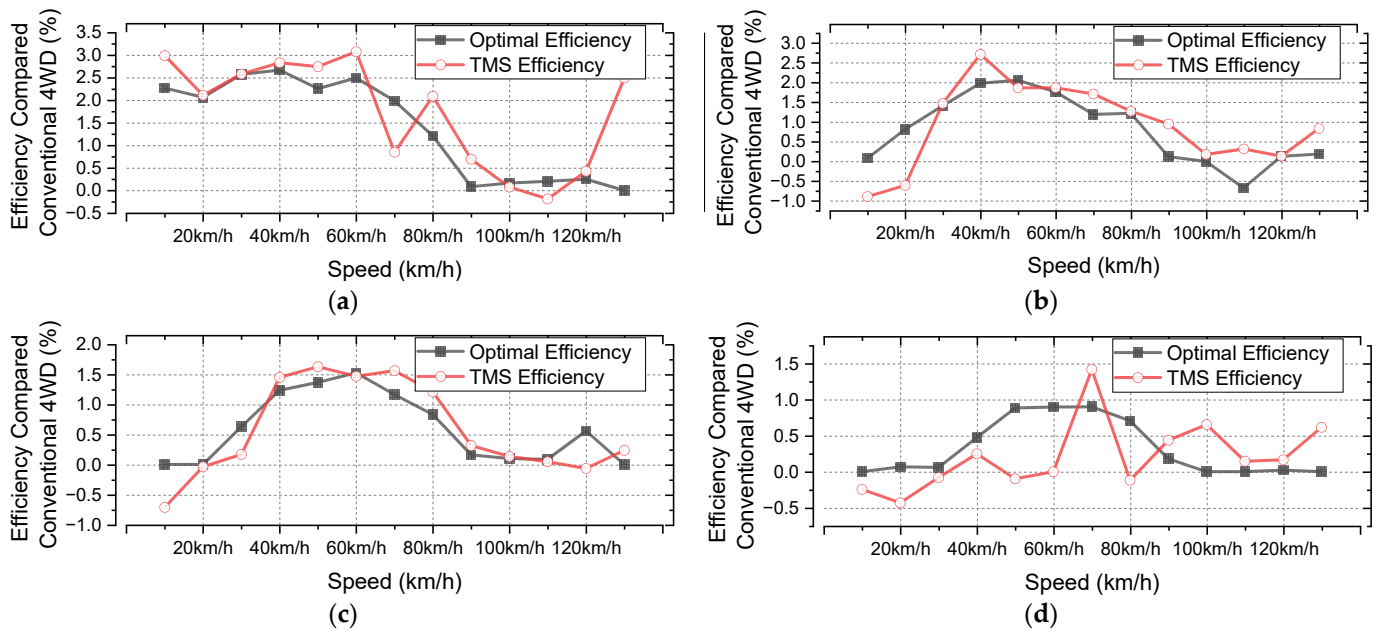 Efficiency Compared
Conventional 4WD (%)
3.5
3.0
2.5
2.0
1.5
1.0
0.5
0.0
−0.5
Optimal Efficiency
TMS Efficiency
20km/h 40km/h 60km/h 80km/h 100km/h 120km/h
Speed (km/h)
(a)
Efficiency Compared
Conventional 4WD (%)
3.0
2.5
2.0
1.5
1.0
0.5
0.0
−0.5
−1.0
Optimal Efficiency
TMS Efficiency
20km/h 40km/h 60km/h 80km/h 100km/h 120km/h
Speed (km/h)
(b)
Efficiency Compared
Conventional 4WD (%)
2.0
1.5
1.0
0.5
0.0
−0.5
−1.0
Optimal Efficiency
TMS Efficiency
20km/h 40km/h 60km/h 80km/h 100km/h 120km/h
Speed (km/h)
(c)
Efficiency Compared
Conventional 4WD (%)
1.5
1.0
0.5
0.0
−0.5
Optimal Efficiency
TMS Efficiency
20km/h 40km/h 60km/h 80km/h 100km/h 120km/h
Speed (km/h)
(d)